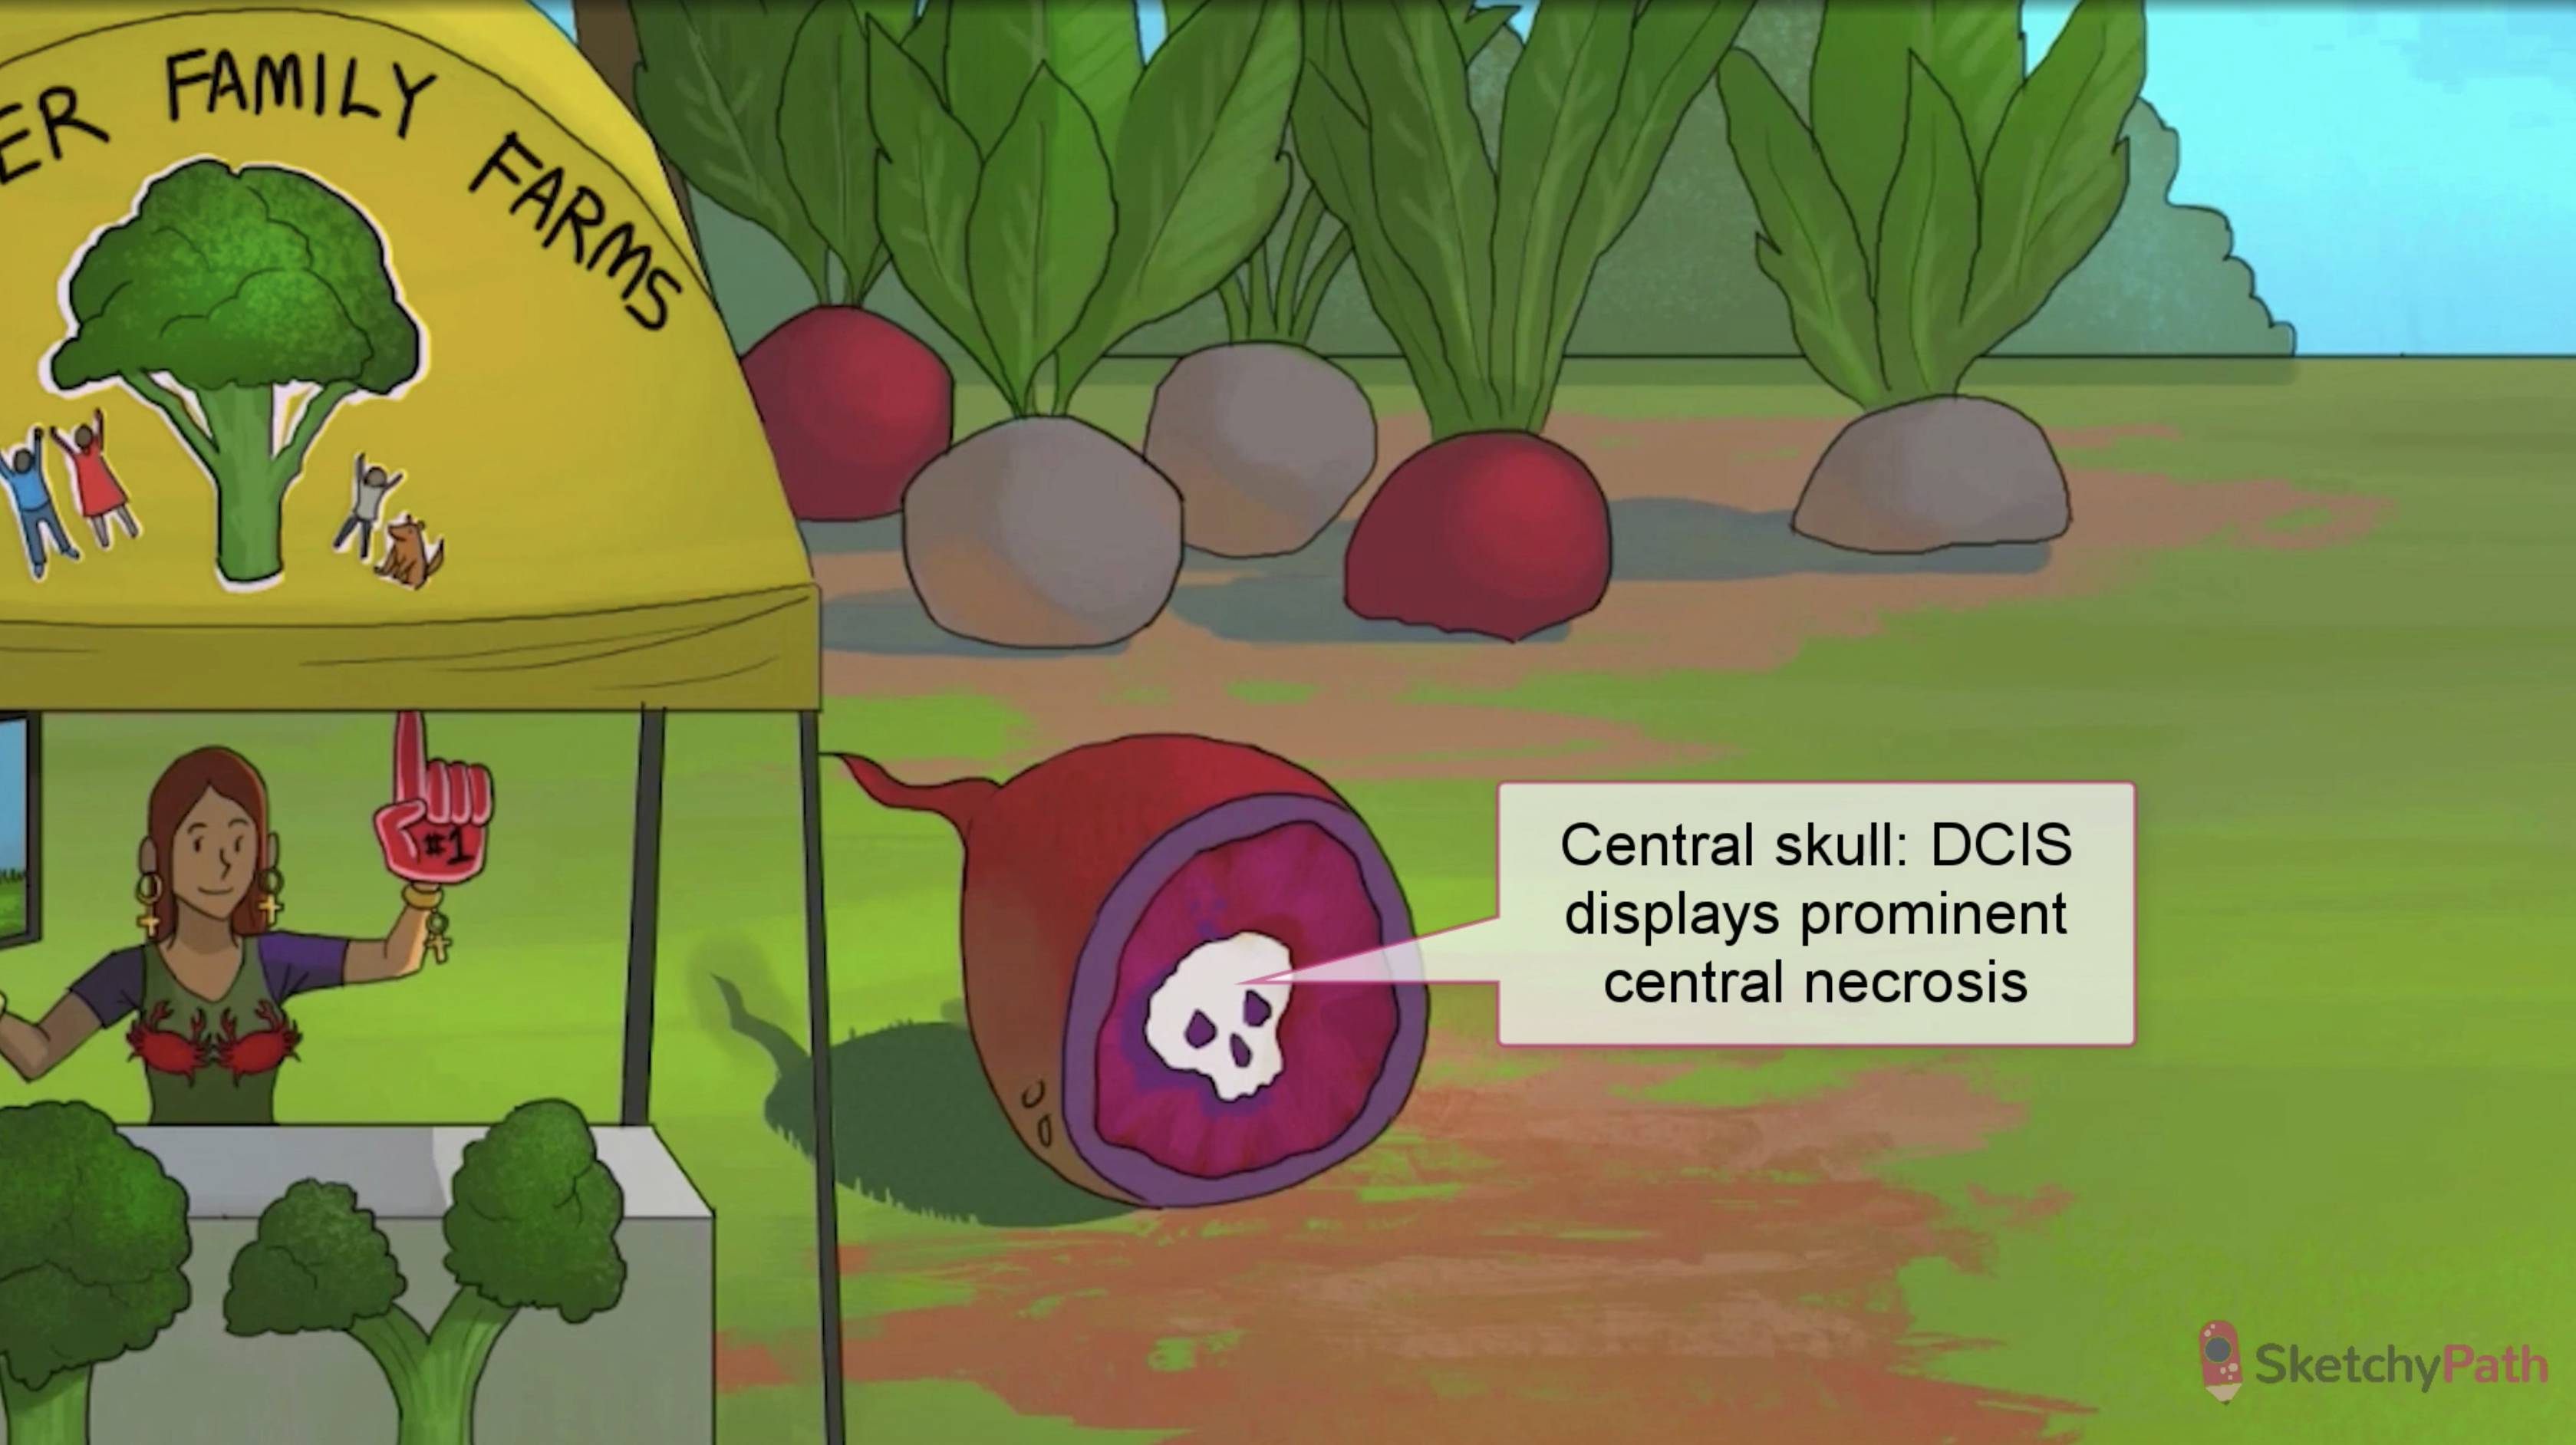 ER FAMILY FARMS
#1
Central skull: DCIS
displays prominent
central necrosis
SketchyPath